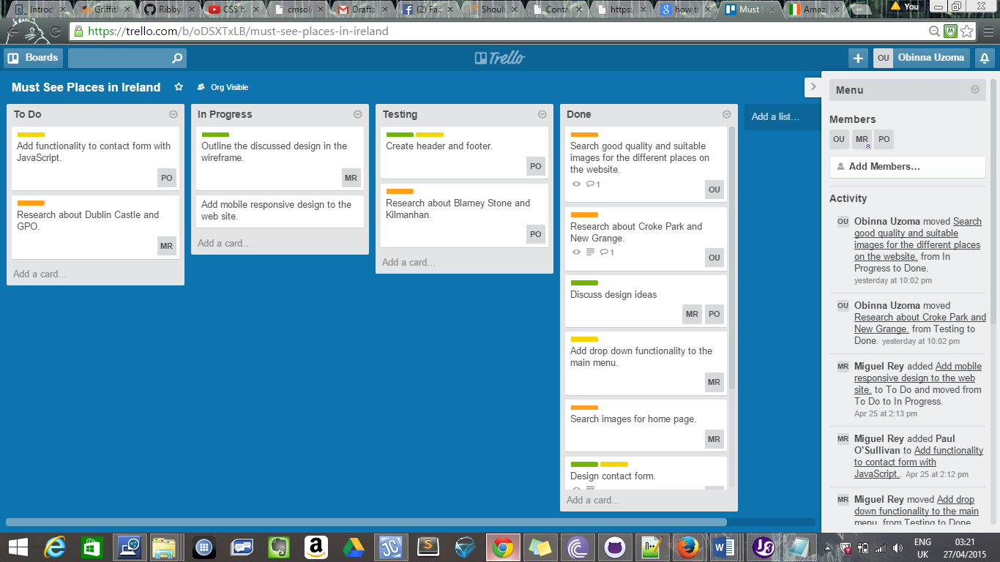 Introd
Griffith
Ribby
CSS h
cmsol
Drafts
(2) Fac
Shoul
Conta
https:
how t
Must S
Amaz
You
https://trello.com/b/oDSXTxLB/must-see-places-in-ireland
Boards
Trello
OU Obinna Uzoma
Must See Places in Ireland
Org Visible
To Do
Add functionality to contact form with
JavaScript.
PO
Research about Dublin Castle and
GPO.
MR
Add a card...
In Progress
Outline the discussed design in the
wireframe.
MR
Add mobile responsive design to the
web site.
Add a card...
Testing
Create header and footer.
PO
Research about Blarney Stone and
Kilmanhan.
PO
Add a card...
Done
Search good quality and suitable
images for the different places on
the website.
1
OU
Research about Croke Park and
New Grange.
1
OU
Discuss design ideas
MR PO
Add drop down functionality to the
main menu.
MR
Search images for home page.
MR
Design contact form.
Add a card...
Add a list...
Menu
Members
OU MR PO
Add Members...
Activity
OU Obinna Uzoma moved Search
good quality and suitable
images for the different places
on the website. from In
Progress to Done.
yesterday at 10:02 pm
OU Obinna Uzoma moved
Research about Croke Park and
New Grange. from Testing to
Done. yesterday at 10:02 pm
MR Miguel Rey added Add mobile
responsive design to the web
site. to To Do and moved from
To Do to In Progress.
Apr 25 at 2:13 pm
MR Miguel Rey added Paul
O'Sullivan to Add functionality
to contact form with
JavaScript.. Apr 25 at 2:12 pm
MR Miguel Rey moved Add drop
down functionality to the main
menu. from Testing to Done.
ENG
UK
03:21
27/04/2015